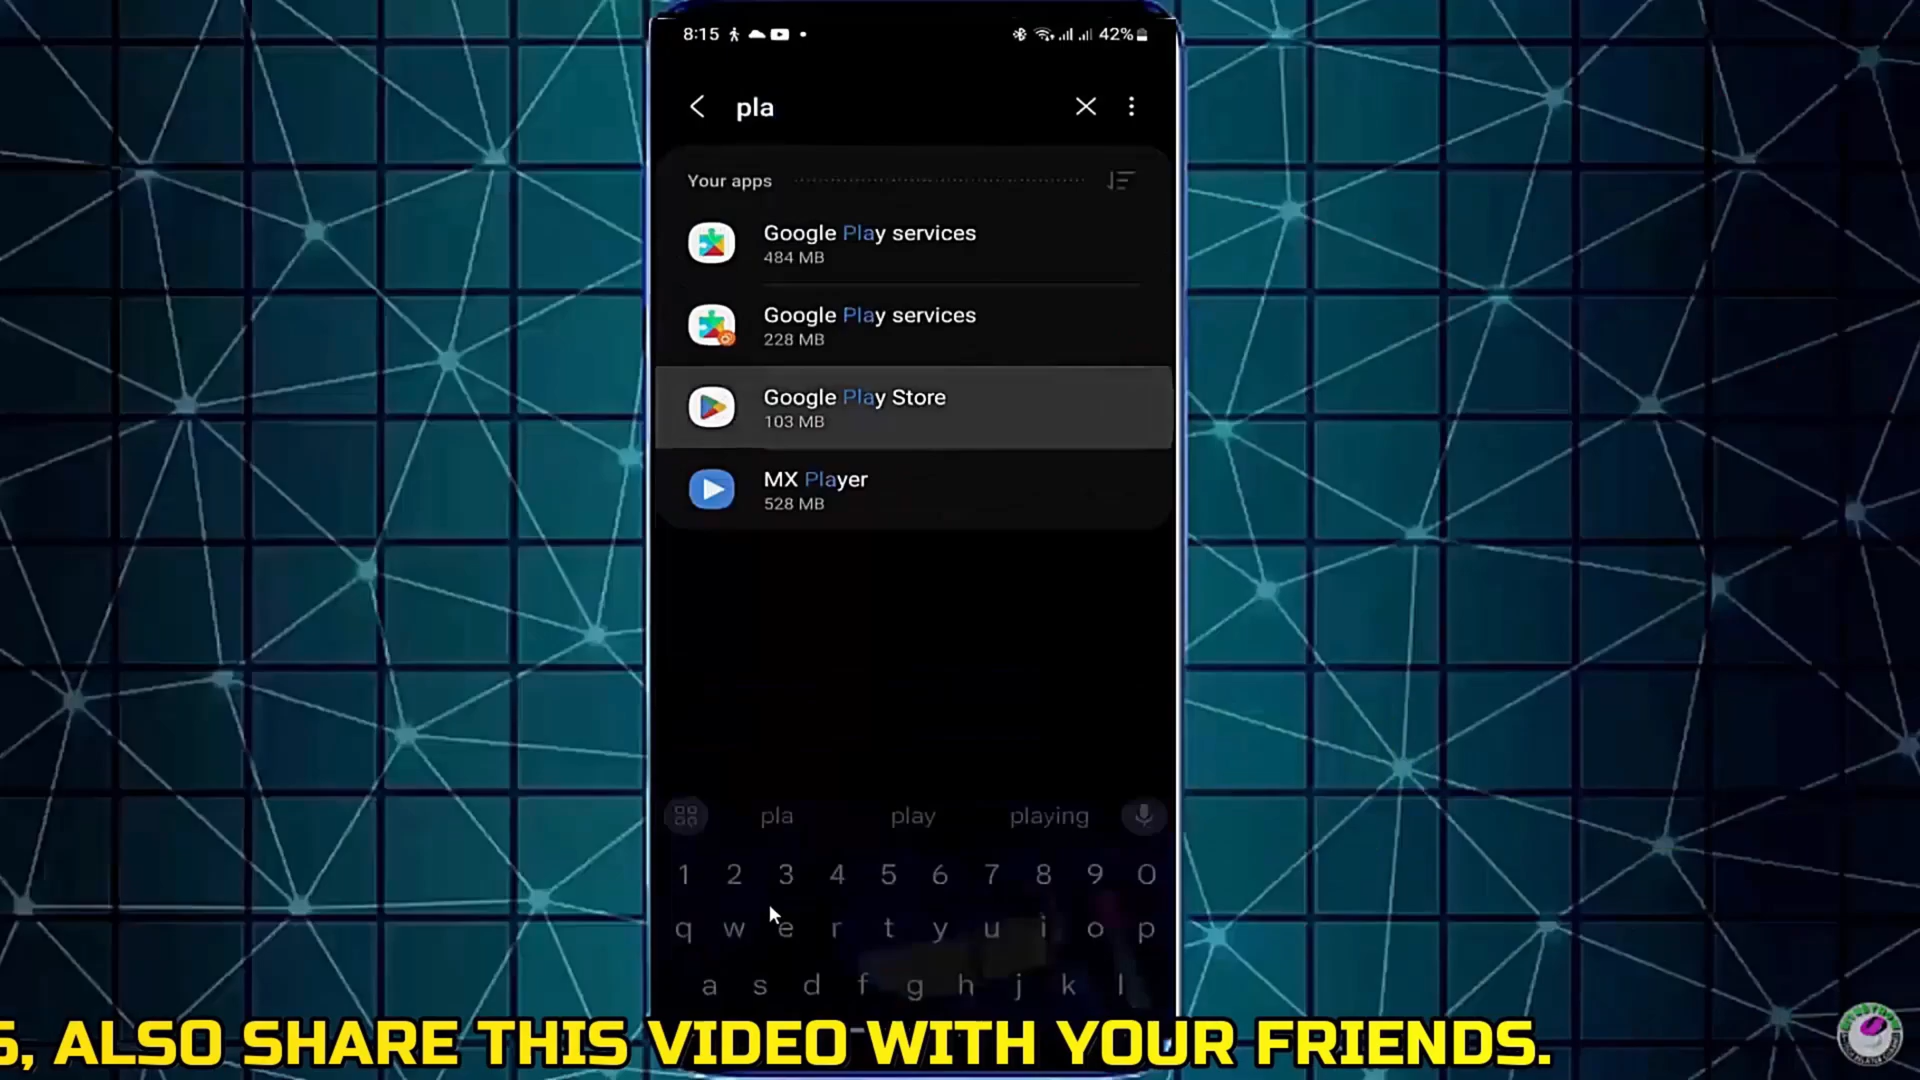 8:15
42%
pla
Your apps
Google Play services
484 MB
Google Play services
228 MB
Google Play Store
103 MB
MX Player
528 MB
pla play playing
1 2 3 4 5 6 7 8 9 0
q w e r t y u i o p
a s d f g h j k l
S, ALSO SHARE THIS VIDEO WITH YOUR FRIENDS.